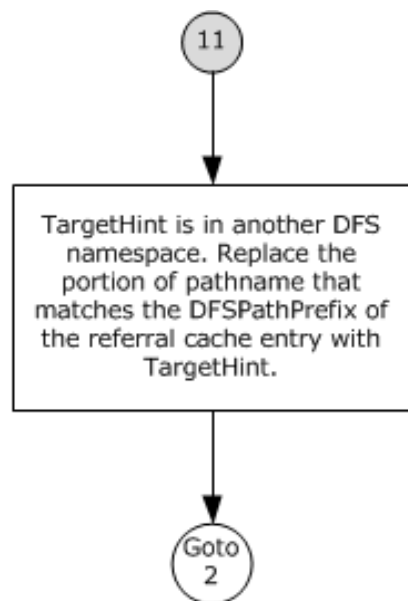 11
TargetHint is in another DFS
namespace. Replace the
portion of pathname that
matches the DFSPathPrefix of
the referral cache entry with
TargetHint.
Goto
2